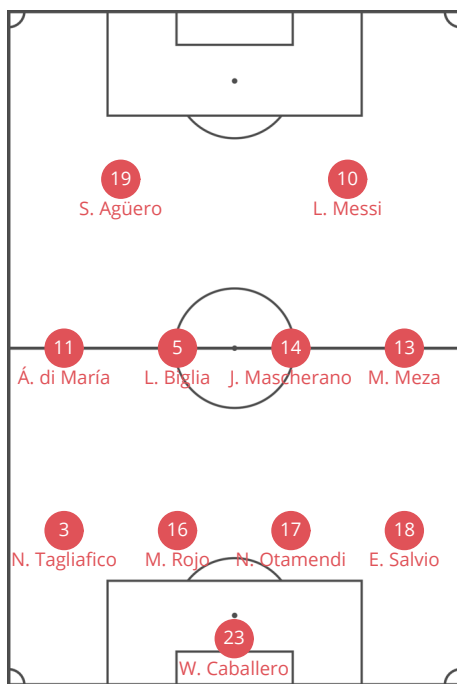 19
S. Agüero
10
L. Messi
11
Á. di María
5
L. Biglia
14
J. Mascherano
13
M. Meza
3
N. Tagliafico
16
M. Rojo
17
N. Otamendi
18
E. Salvio
23
W. Caballero